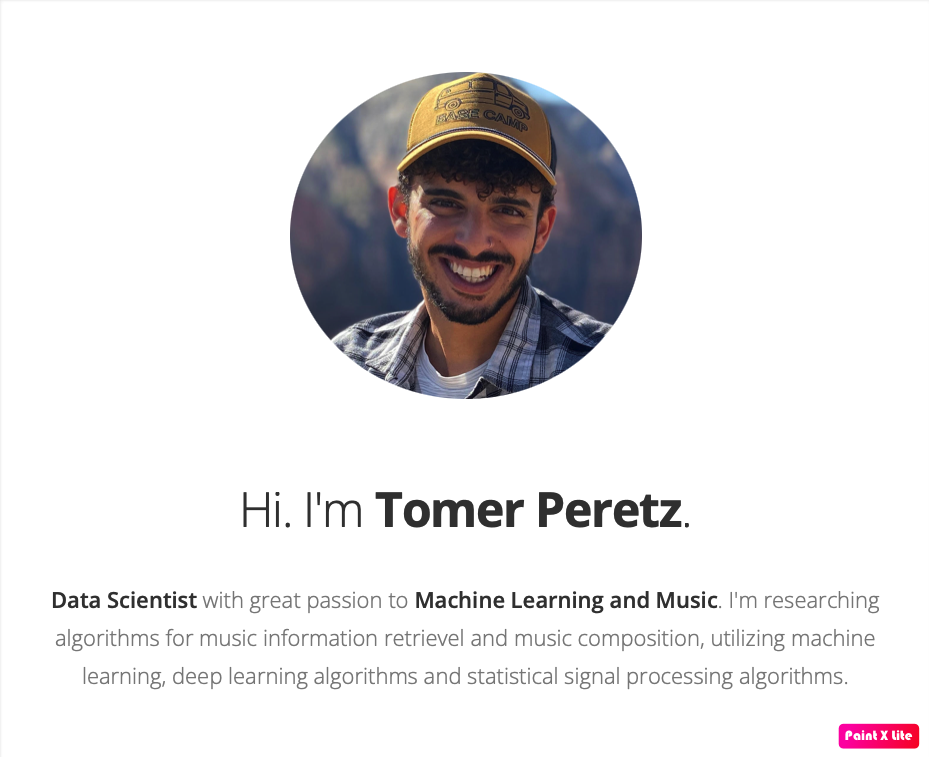 BASE CAMP
Hi. I'm Tomer Peretz.
Data Scientist with great passion to Machine Learning and Music. I'm researching
algorithms for music information retrievel and music composition, utilizing machine
learning, deep learning algorithms and statistical signal processing algorithms.
Paint X Lite